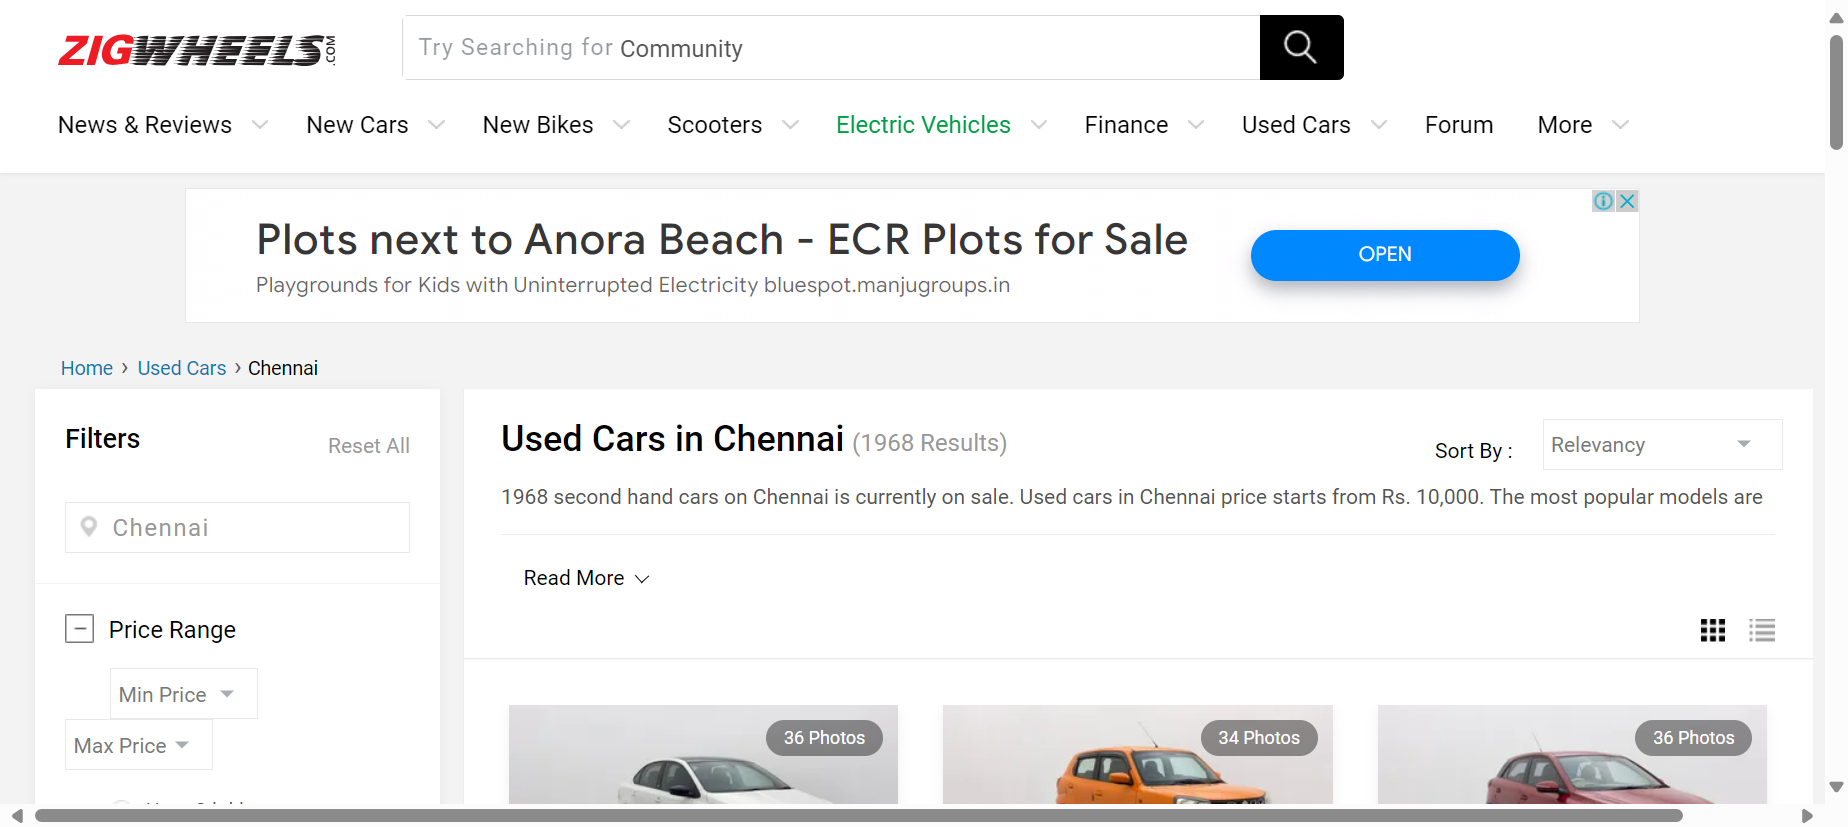 ZIGWHEELS.COM
Try Searching for Community
News & Reviews New Cars New Bikes Scooters Electric Vehicles Finance Used Cars Forum More
Plots next to Anora Beach - ECR Plots for Sale
Playgrounds for Kids with Uninterrupted Electricity bluespot.manjugroups.in
OPEN
Home › Used Cars › Chennai
Filters
Reset All
Chennai
Price Range
Min Price
Max Price
Used Cars in Chennai (1968 Results)
Sort By : Relevancy
1968 second hand cars on Chennai is currently on sale. Used cars in Chennai price starts from Rs. 10,000. The most popular models are
Read More
36 Photos
34 Photos
36 Photos